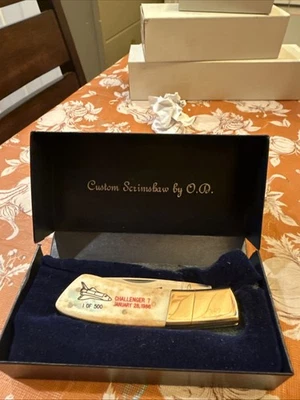 Custom Scrimshaw by O.D.
CHALLENGER 7
JANUARY 28, 1986
1 OF 500